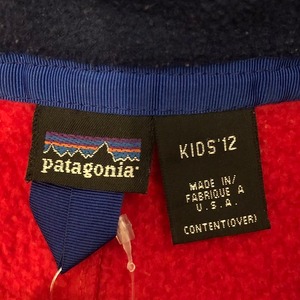 patagonia®
KIDS'12
MADE IN/
FABRIQUE A
U.S.A.
CONTENT(OVER)